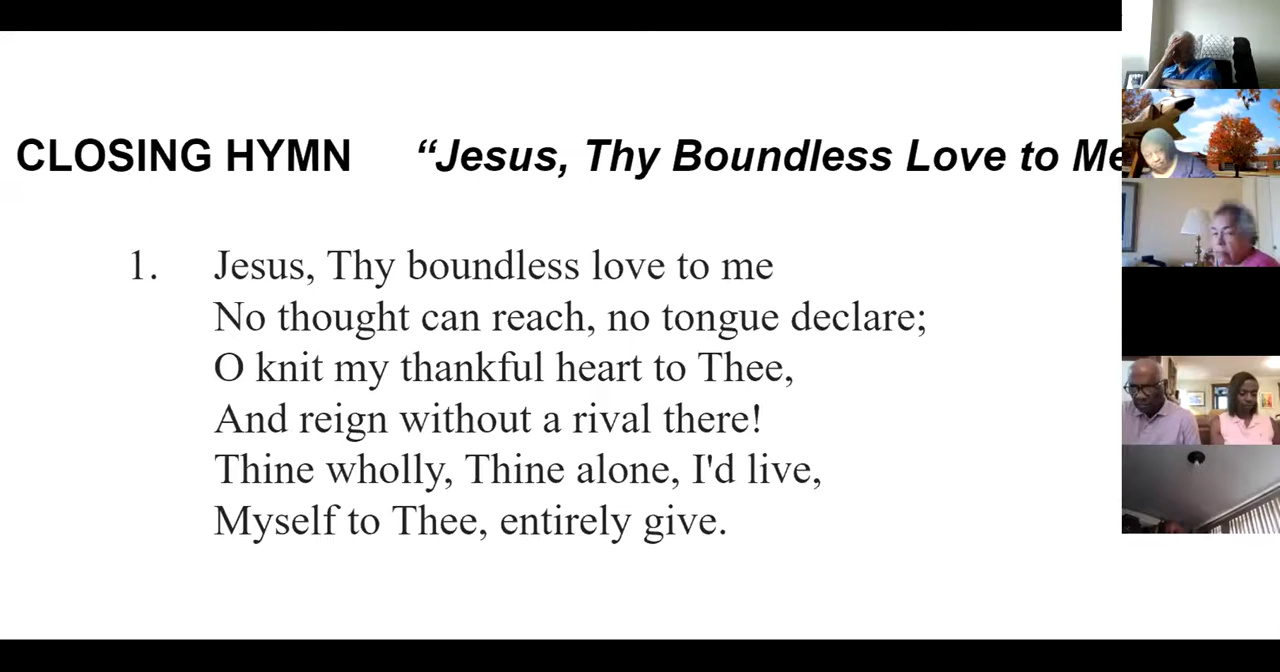 CLOSING HYMN “Jesus, Thy Boundless Love to Me
1. Jesus, Thy boundless love to me
No thought can reach, no tongue declare;
O knit my thankful heart to Thee,
And reign without a rival there!
Thine wholly, Thine alone, I'd live,
Myself to Thee, entirely give.